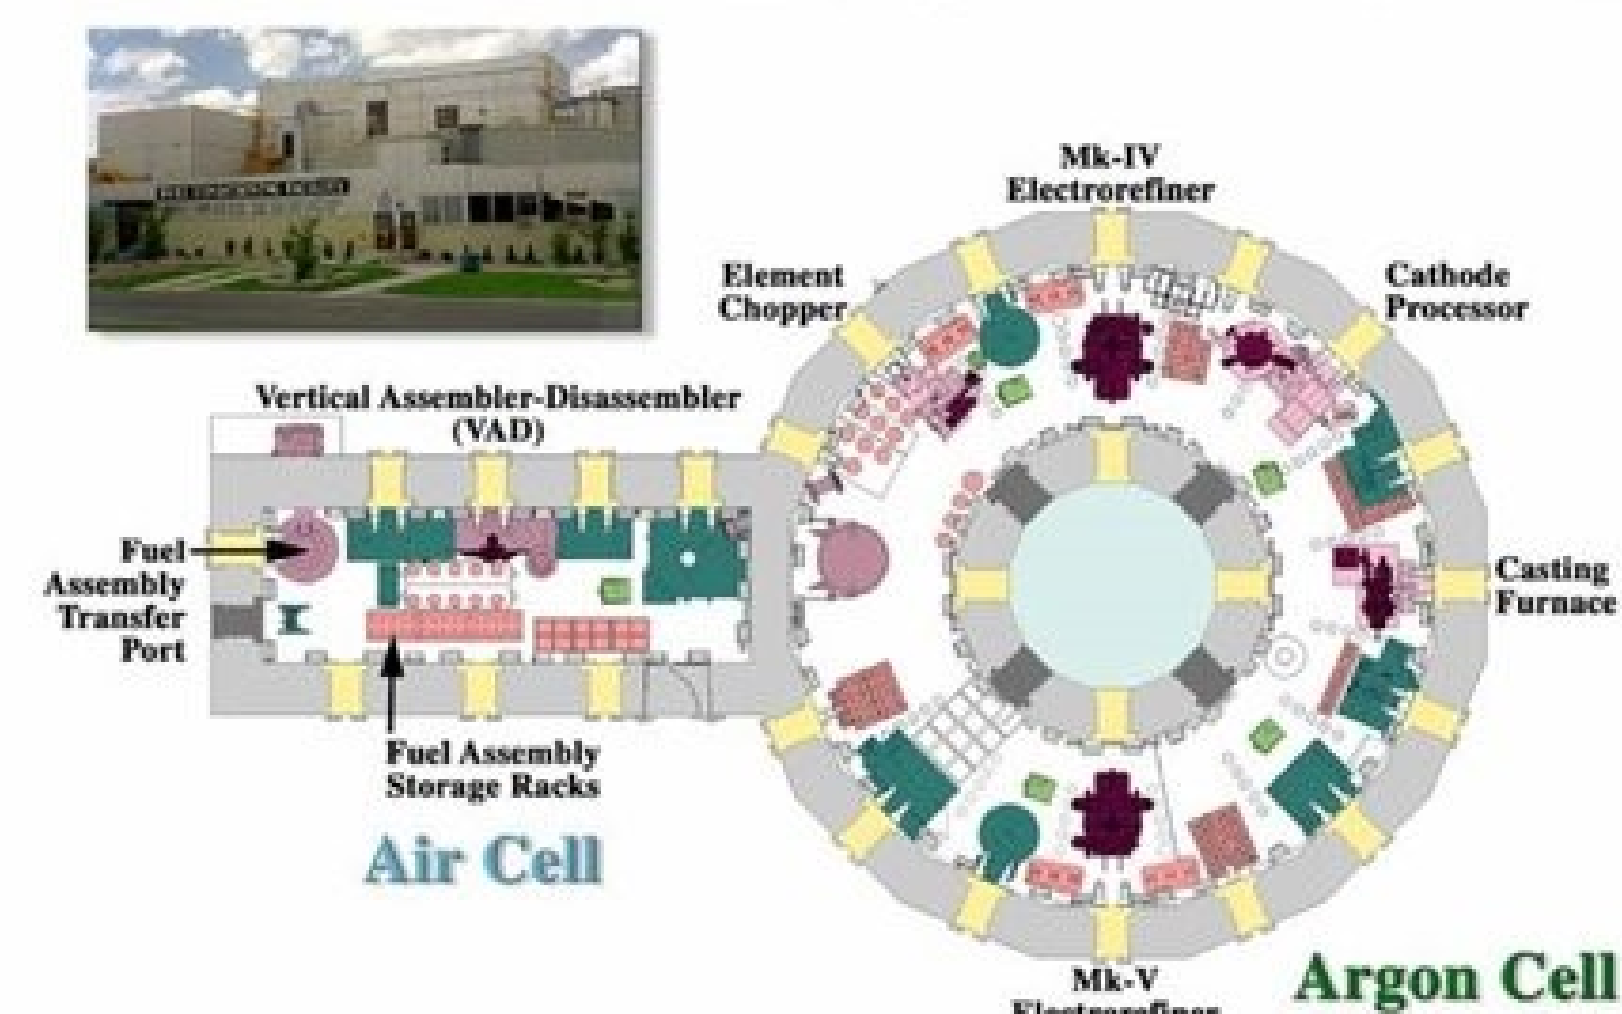 Mk-IV
Electrorefiner
Element
Chopper
Cathode
Processor
Vertical Assembler-Disassembler
(VAD)
Fuel
Assembly
Transfer
Port
Casting
Furnace
Fuel Assembly
Storage Racks
Air Cell
Argon Cell
Mk-V
Electrorefiner